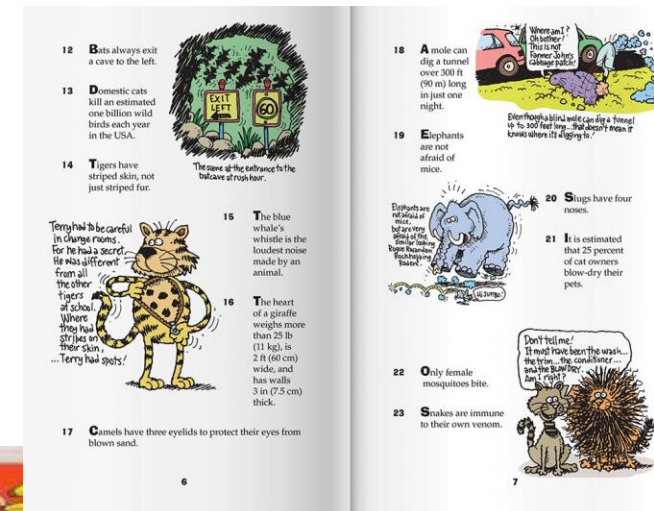 12 Bats always exit
a cave to the left.
13 Domestic cats
kill an estimated
one billion wild
birds each year
in the USA.
14 Tigers have
striped skin, not
just striped fur.
EXIT
LEFT
60
The scene at the entrance to the
batcave at rush hour.
Terry had to be careful
in change rooms.
For he had a secret.
He was different
from all
the other
tigers
at school.
Where
they had
stripes on
their skin,
...Terry had spots!
15 The blue
whale's
whistle is the
loudest noise
made by an
animal.
16 The heart
of a giraffe
weighs more
than 25 lb
(11 kg), is
2 ft (60 cm)
wide, and
has walls
3 in (7.5 cm)
thick.
17 Camels have three eyelids to protect their eyes from
blown sand.
6
18 A mole can
dig a tunnel
over 300 ft
(90 m) long
in just one
night.
Where am I?
Oh bother!
This is not
Farmer John's
cabbage patch!
Even though a blind mole can dig a tunnel
up to 300 feet long...that doesn't mean it
knows where it's digging to!
19 Elephants
are not
afraid of
mice.
Elephants are
not afraid of
mice,
but are very
afraid of the
similar looking
Rogue Rwandan
Rock hopping
Rodent.
Hi Jumbo!
20 Slugs have four
noses.
21 It is estimated
that 25 percent
of cat owners
blow-dry their
pets.
Don't tell me!
It must have been the wash...
the trim...the conditioner...
and the BLOW DRY.
Am I right?
22 Only female
mosquitoes bite.
23 Snakes are immune
to their own venom.
7